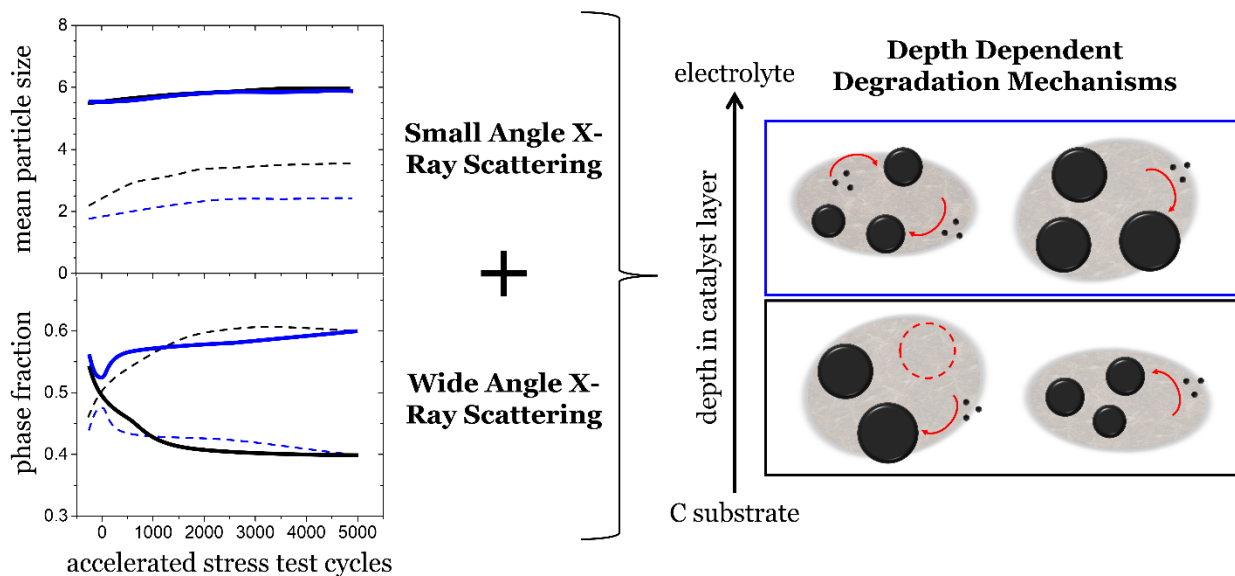 8
6
4
2
0
mean particle size
0.6
0.5
0.4
0.3
phase fraction
0 1000 2000 3000 4000 5000
accelerated stress test cycles
Small Angle X-
Ray Scattering
+
Wide Angle X-
Ray Scattering
electrolyte
depth in catalyst layer
C substrate
Depth Dependent
Degradation Mechanisms